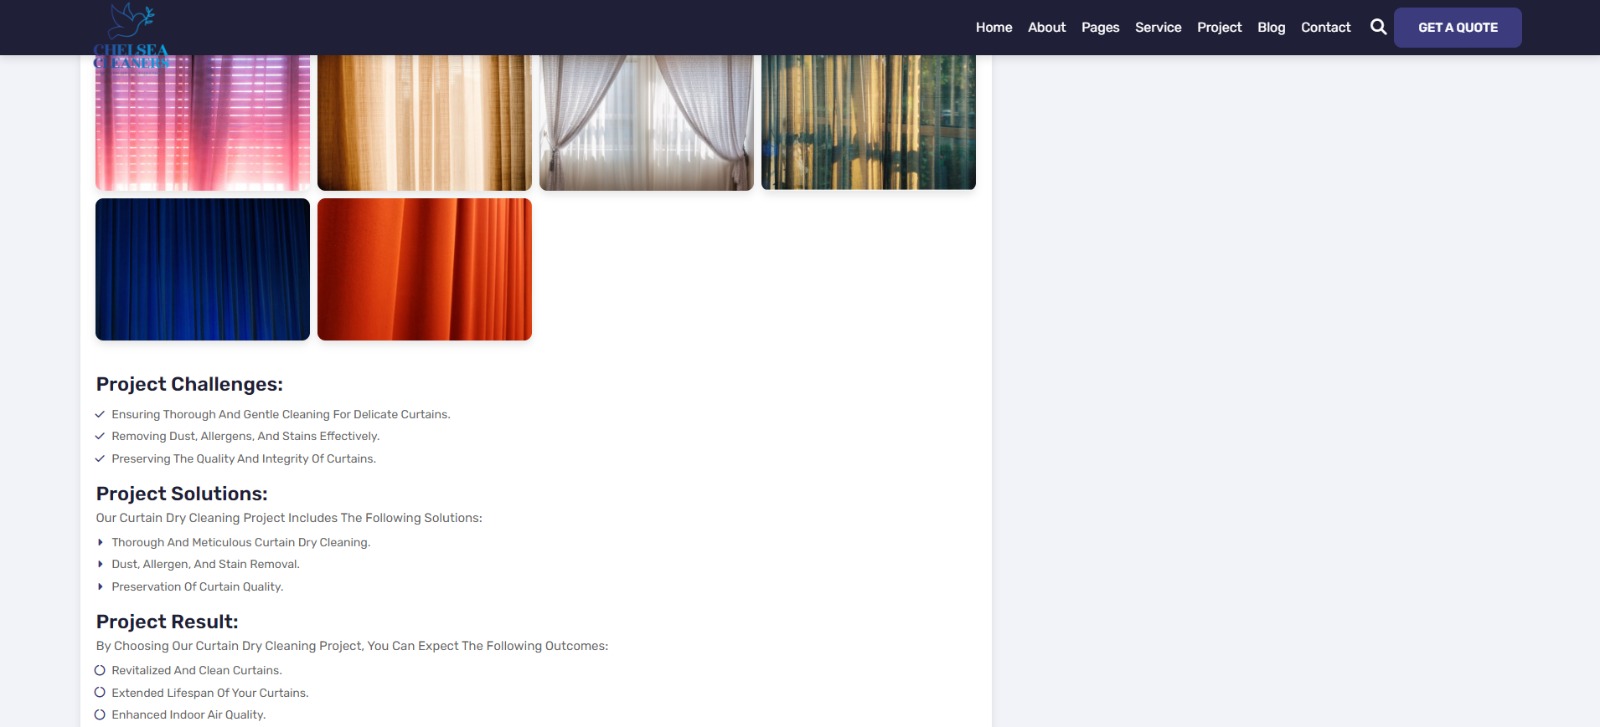 CHELSEA
CLEANERS
Home About Pages Service Project Blog Contact GET A QUOTE
Project Challenges:
Ensuring Thorough And Gentle Cleaning For Delicate Curtains.
Removing Dust, Allergens, And Stains Effectively.
Preserving The Quality And Integrity Of Curtains.
Project Solutions:
Our Curtain Dry Cleaning Project Includes The Following Solutions:
Thorough And Meticulous Curtain Dry Cleaning.
Dust, Allergen, And Stain Removal.
Preservation Of Curtain Quality.
Project Result:
By Choosing Our Curtain Dry Cleaning Project, You Can Expect The Following Outcomes:
Revitalized And Clean Curtains.
Extended Lifespan Of Your Curtains.
Enhanced Indoor Air Quality.